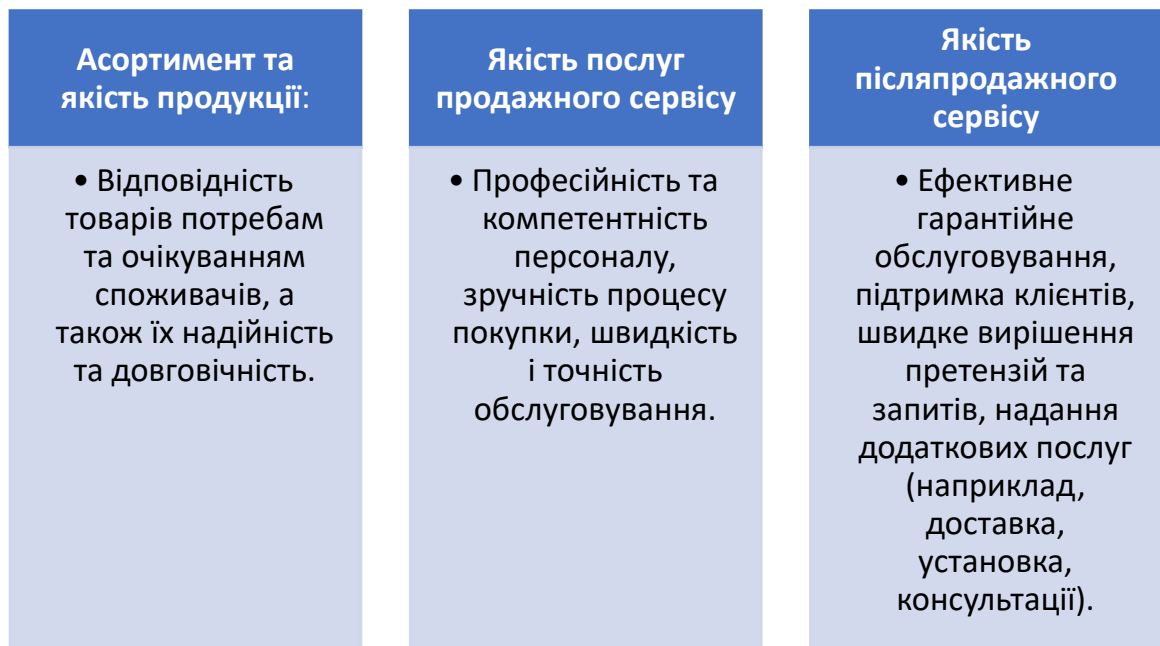 Асортимент та
якість продукції:
• Відповідність
товарів потребам
та очікуванням
споживачів, а
також їх надійність
та довговічність.
Якість послуг
продажного сервісу
• Професійність та
компетентність
персоналу,
зручність процесу
покупки, швидкість
і точність
обслуговування.
Якість
післяпродажного
сервісу
• Ефективне
гарантійне
обслуговування,
підтримка клієнтів,
швидке вирішення
претензій та
запитів, надання
додаткових послуг
(наприклад,
доставка,
установка,
консультації).